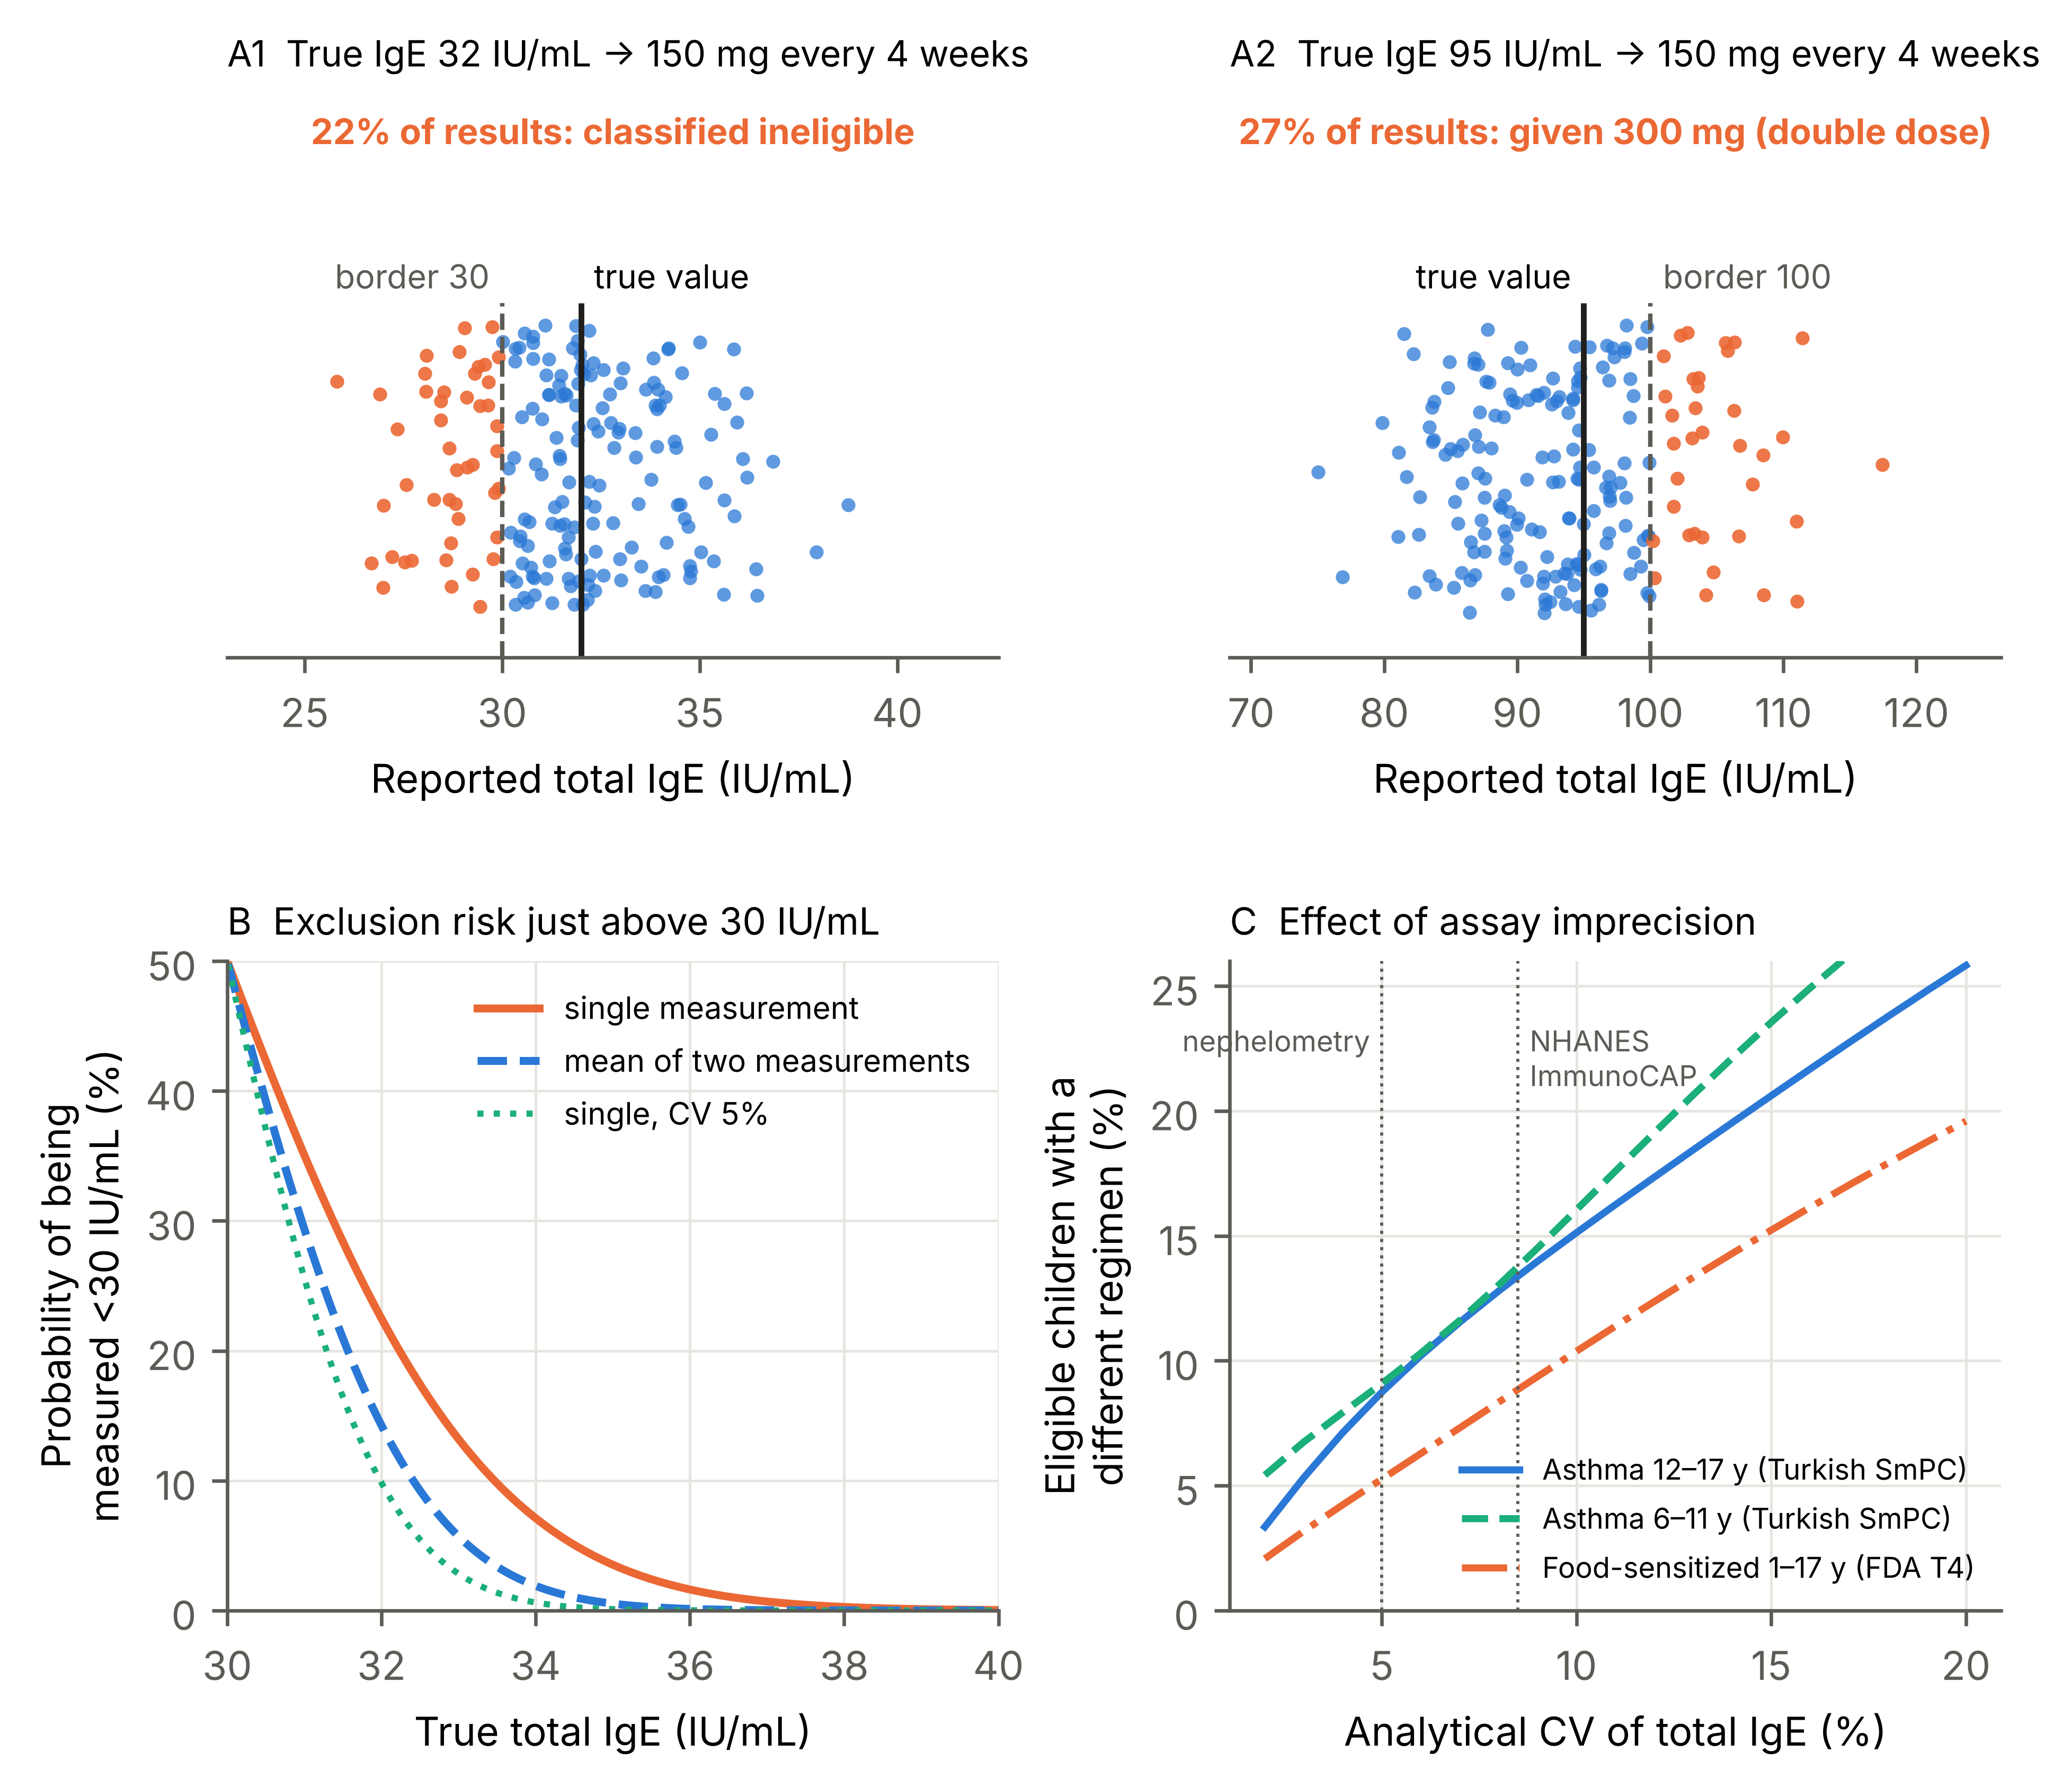 A1 True IgE 32 IU/mL → 150 mg every 4 weeks
22% of results: classified ineligible
border 30
true value
25 30 35 40
Reported total IgE (IU/mL)
A2 True IgE 95 IU/mL → 150 mg every 4 weeks
27% of results: given 300 mg (double dose)
true value
border 100
70 80 90 100 110 120
Reported total IgE (IU/mL)
B Exclusion risk just above 30 IU/mL
Probability of being
measured <30 IU/mL (%)
50
40
30
20
10
0
single measurement
mean of two measurements
single, CV 5%
30 32 34 36 38 40
True total IgE (IU/mL)
C Effect of assay imprecision
Eligible children with a
different regimen (%)
25
20
15
10
5
0
nephelometry
NHANES
ImmunoCAP
Asthma 12–17 y (Turkish SmPC)
Asthma 6–11 y (Turkish SmPC)
Food-sensitized 1–17 y (FDA T4)
5 10 15 20
Analytical CV of total IgE (%)